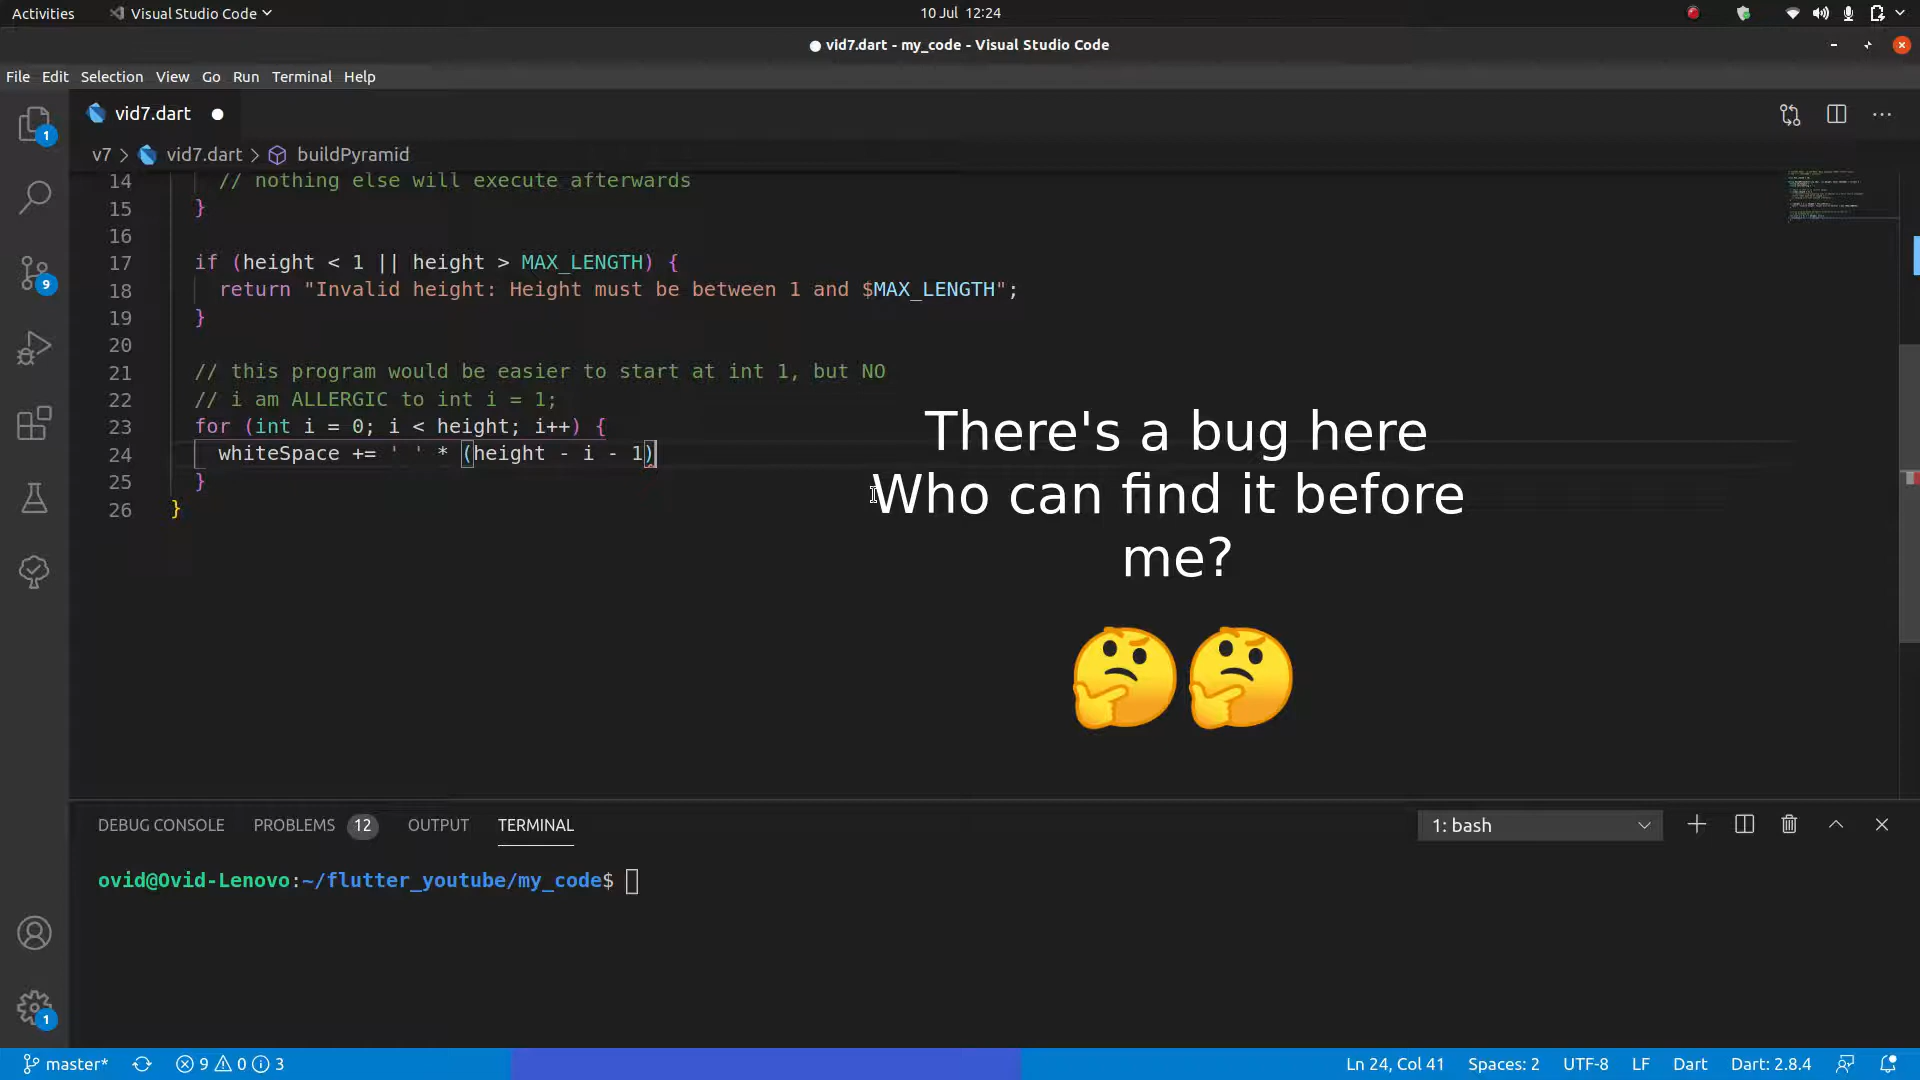 Activities Visual Studio Code 10 Jul 12:24
● vid7.dart - my_code - Visual Studio Code
File Edit Selection View Go Run Terminal Help
vid7.dart
v7 > vid7.dart > buildPyramid
14 // nothing else will execute afterwards
15 }
16
17 if (height < 1 || height > MAX_LENGTH) {
18 return "Invalid height: Height must be between 1 and $MAX_LENGTH";
19 }
20
21 // this program would be easier to start at int 1, but NO
22 // i am ALLERGIC to int i = 1;
23 for (int i = 0; i < height; i++) {
24 whiteSpace += ' ' * (height - i - 1)
25 }
26 }
There's a bug here
Who can find it before
me?
1
9
1
DEBUG CONSOLE PROBLEMS 12 OUTPUT TERMINAL 1: bash
ovid@Ovid-Lenovo:~/flutter_youtube/my_code$
master* 9 0 3 Ln 24, Col 41 Spaces: 2 UTF-8 LF Dart Dart: 2.8.4